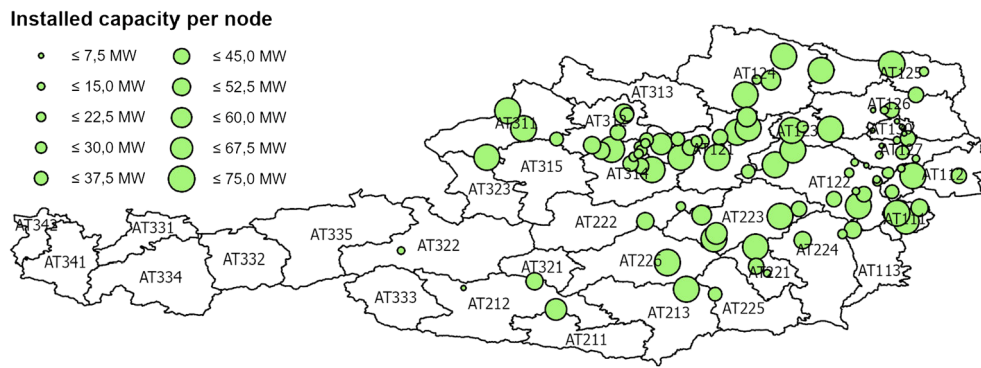 Installed capacity per node
≤ 7,5 MW
≤ 45,0 MW
≤ 15,0 MW
≤ 52,5 MW
≤ 22,5 MW
≤ 60,0 MW
≤ 30,0 MW
≤ 67,5 MW
≤ 37,5 MW
≤ 75,0 MW
AT124
AT125
AT313
AT126
AT311
AT312
AT123
AT127
AT121
AT315
AT314
AT112
AT323
AT122
AT342
AT331
AT222
AT223
AT111
AT335
AT322
AT224
AT341
AT332
AT226
AT334
AT321
AT221
AT113
AT333
AT212
AT213
AT225
AT211